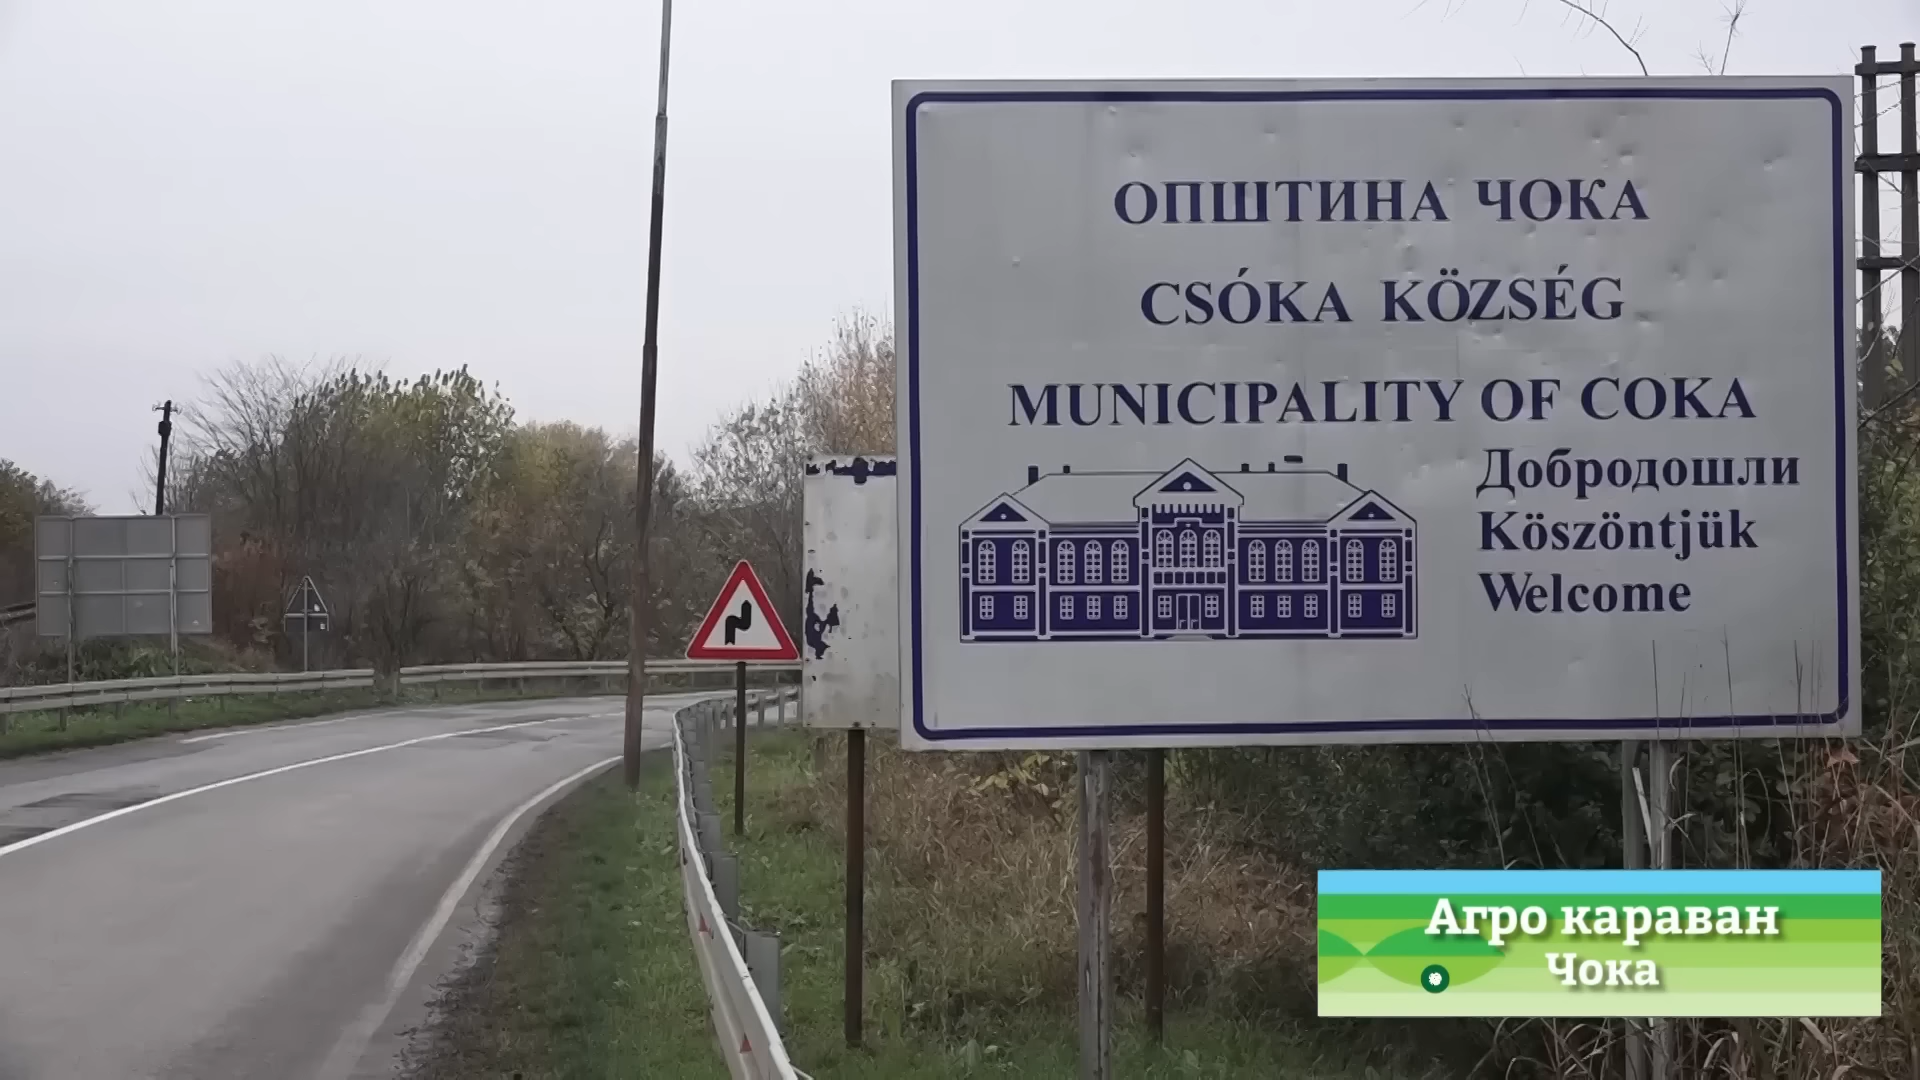 ОПШТИНА ЧОКА
CSÓKA KÖZSÉG
MUNICIPALITY OF COKA
Добродошли
Köszöntjük
Welcome
Агро караван
Чока